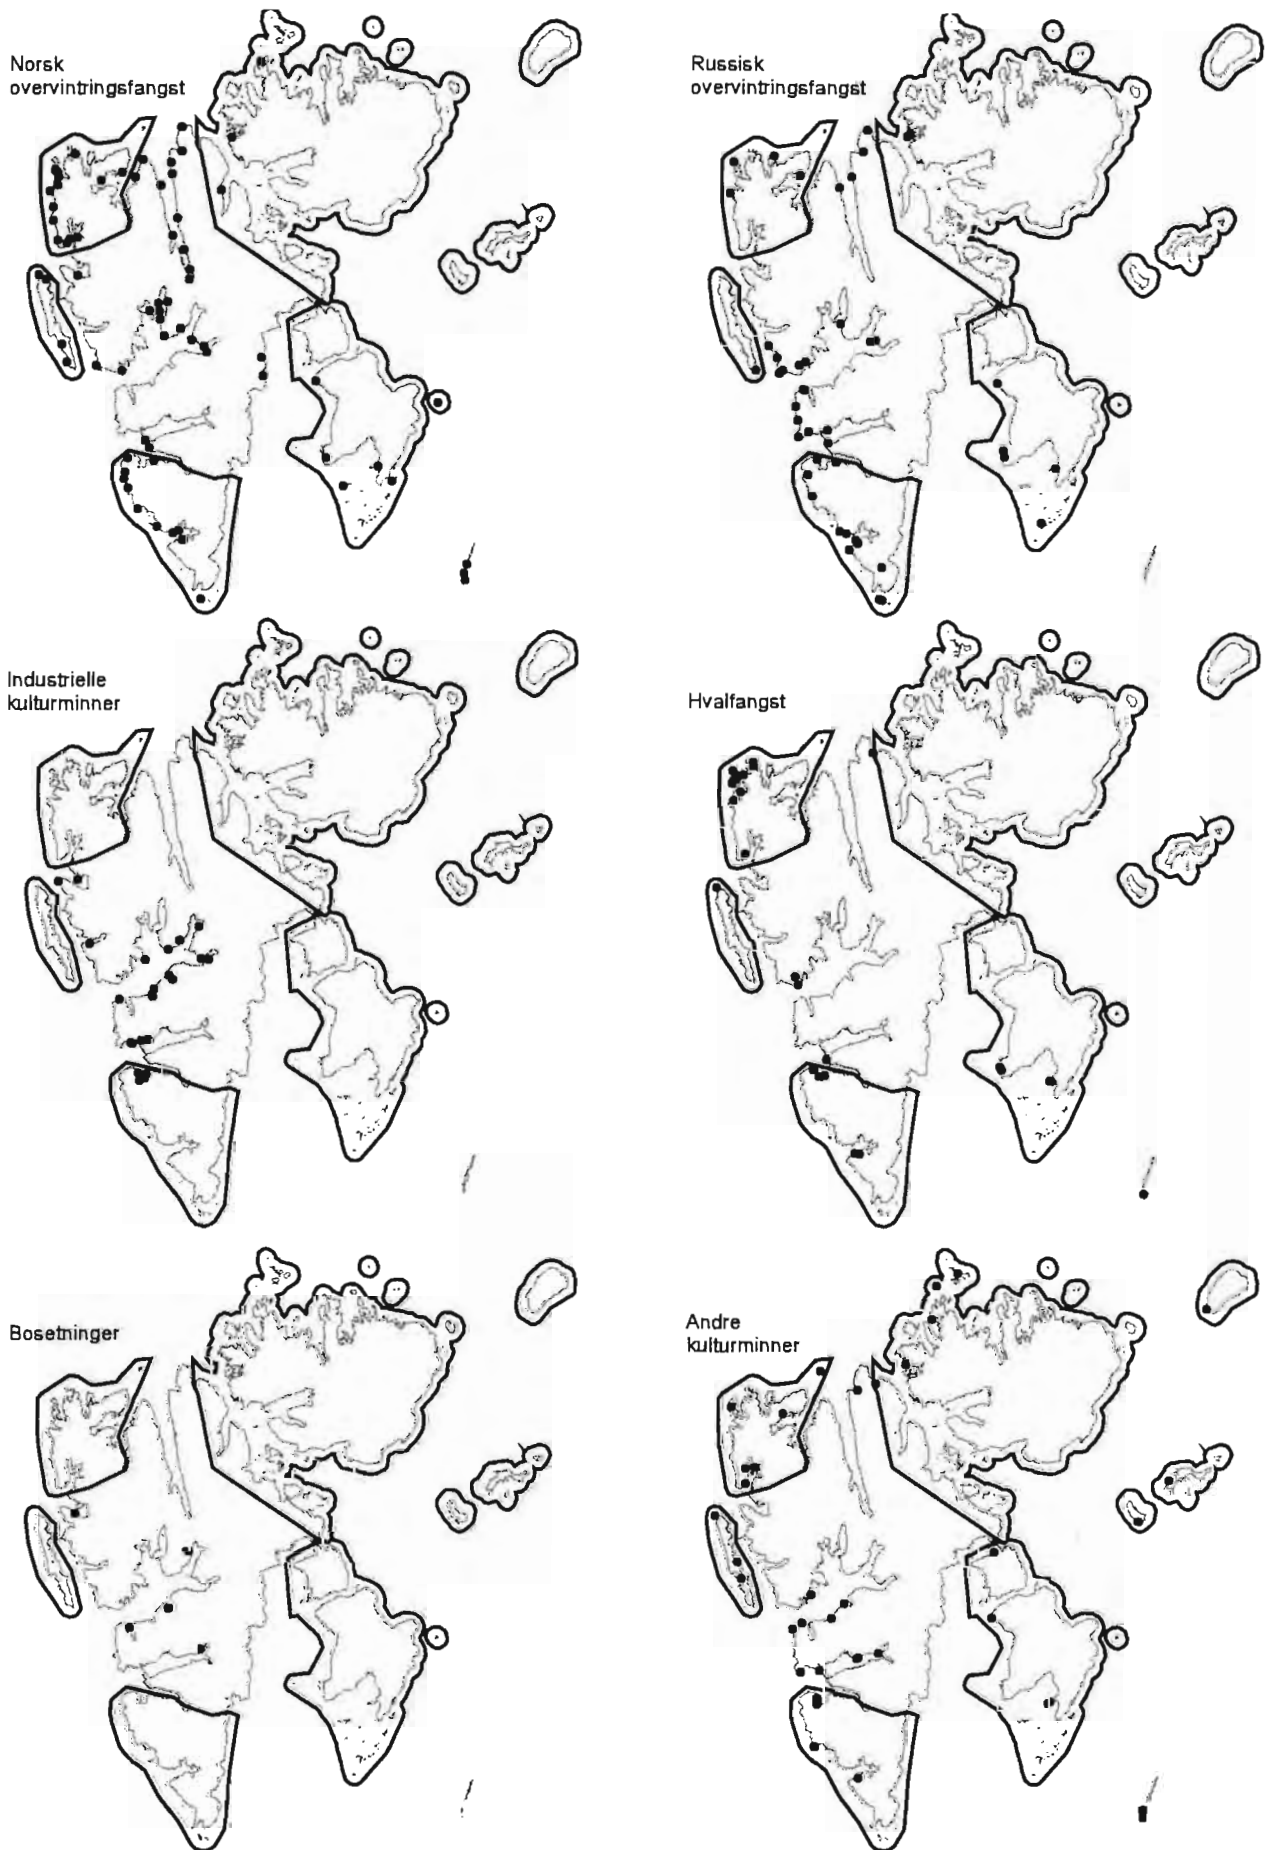 Norsk
overvintringsfangst
Russisk
overvintringsfangst
Industrielle
kulturminner
Hvalfangst
Bosetninger
Andre
kulturminner